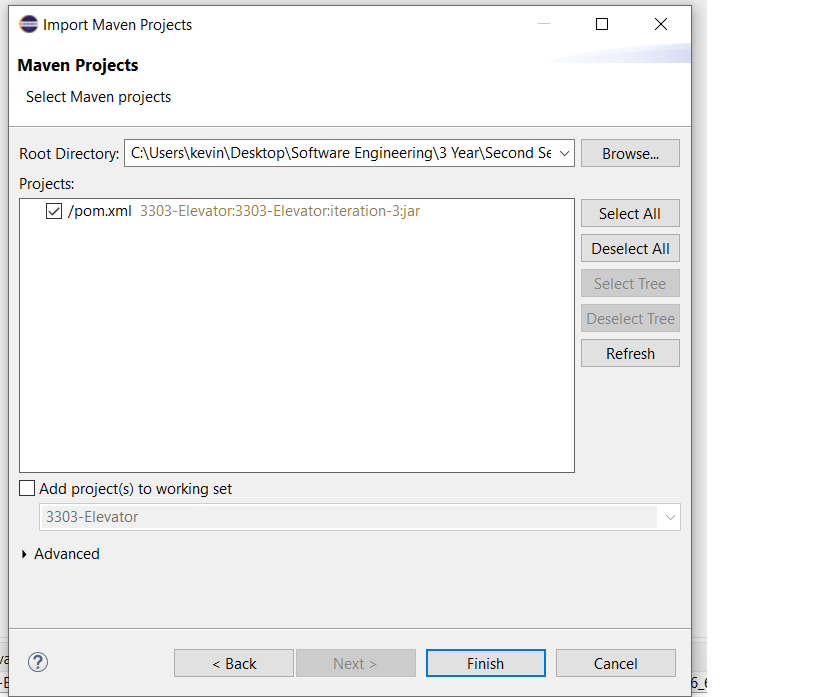 Import Maven Projects
Maven Projects
Select Maven projects
Root Directory: C:\Users\kevin\Desktop\Software Engineering\3 Year\Second Se Browse...
Projects:
/pom.xml 3303-Elevator:3303-Elevator:iteration-3:jar
Select All
Deselect All
Select Tree
Deselect Tree
Refresh
Add project(s) to working set
3303-Elevator
Advanced
? < Back Next > Finish Cancel